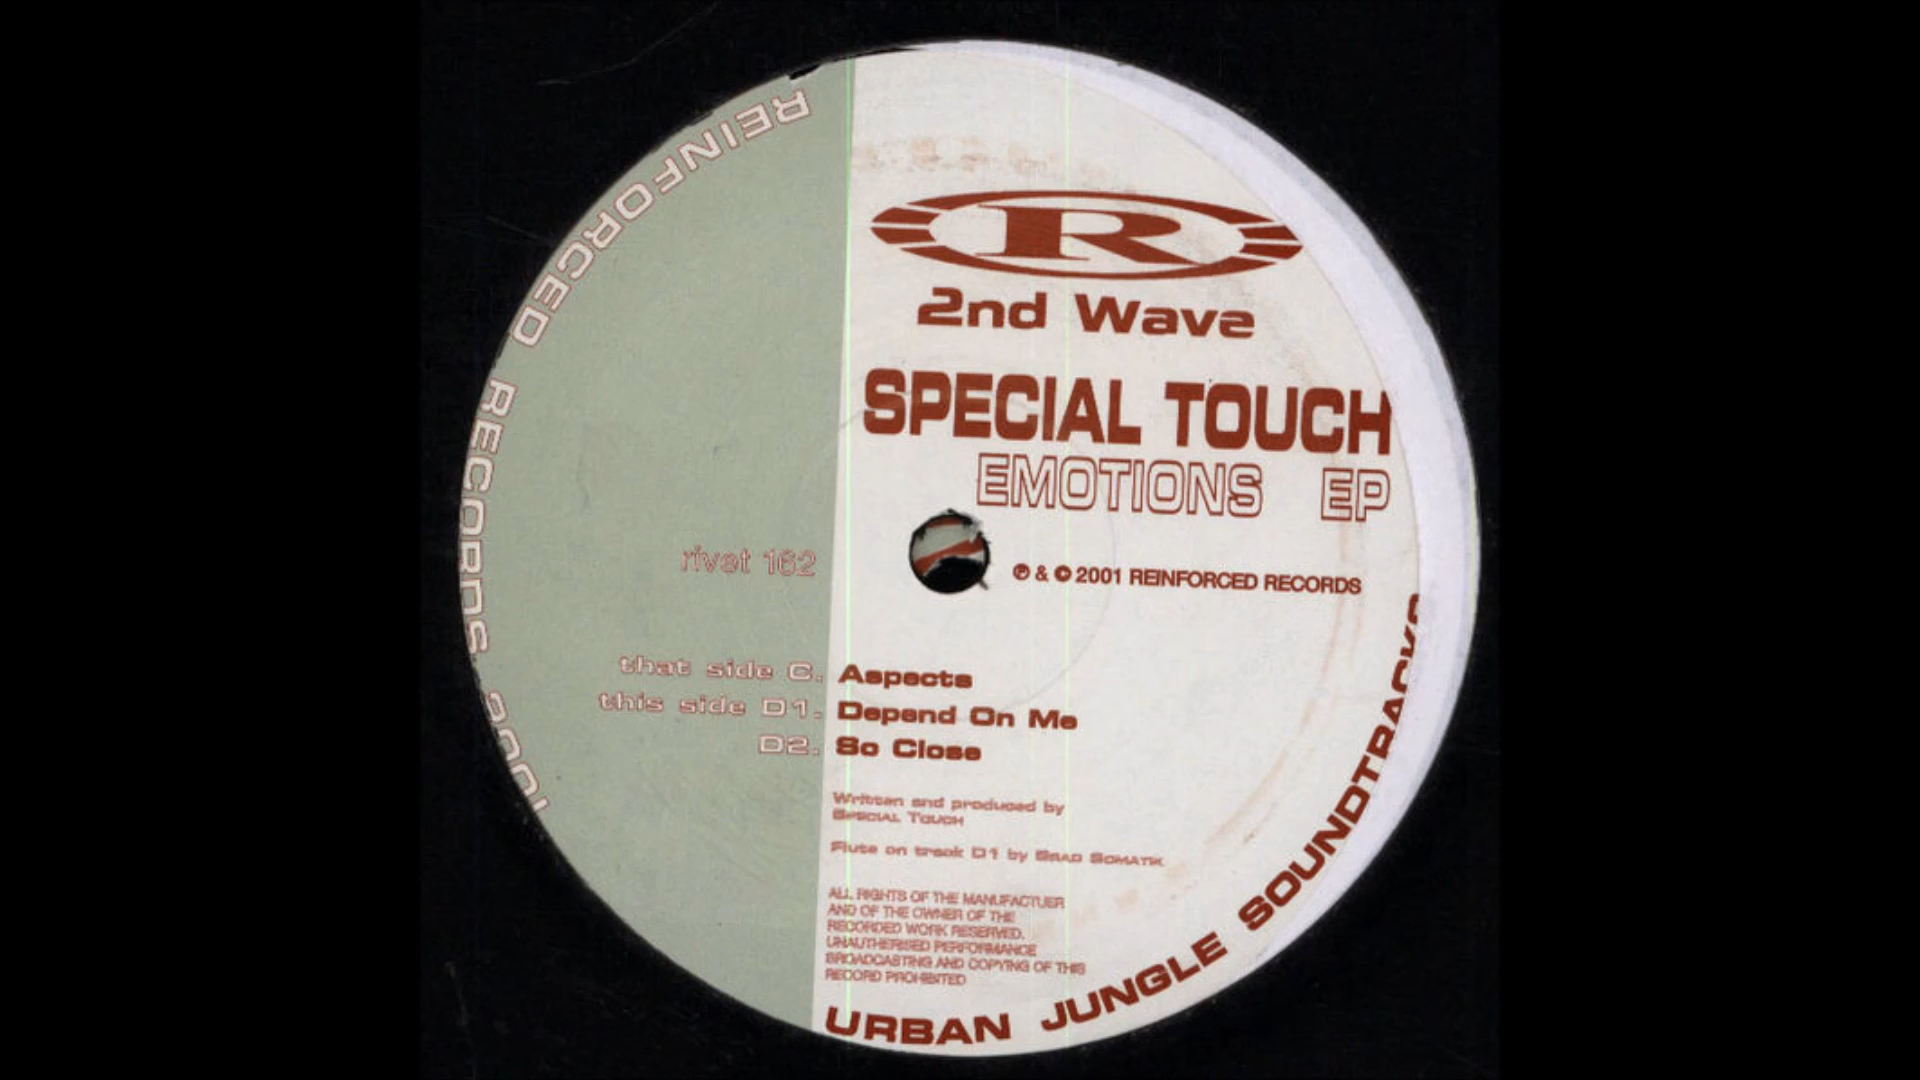 REINFORCED RECORDS
R
2nd Wave
SPECIAL TOUCH
EMOTIONS EP
rivet 162
℗ & © 2001 REINFORCED RECORDS
that side C. Aspects
this side D1. Depend On Me
D2. So Close
Written and produced by
SPECIAL TOUCH
Flute on track D1 by BRAD SOMATIK
ALL RIGHTS OF THE MANUFACTUER
AND OF THE OWNER OF THE
RECORDED WORK RESERVED.
UNAUTHERISED PERFORMANCE
BROADCASTING AND COPYING OF THIS
RECORD PROHIBITED
URBAN JUNGLE SOUNDTRACKS